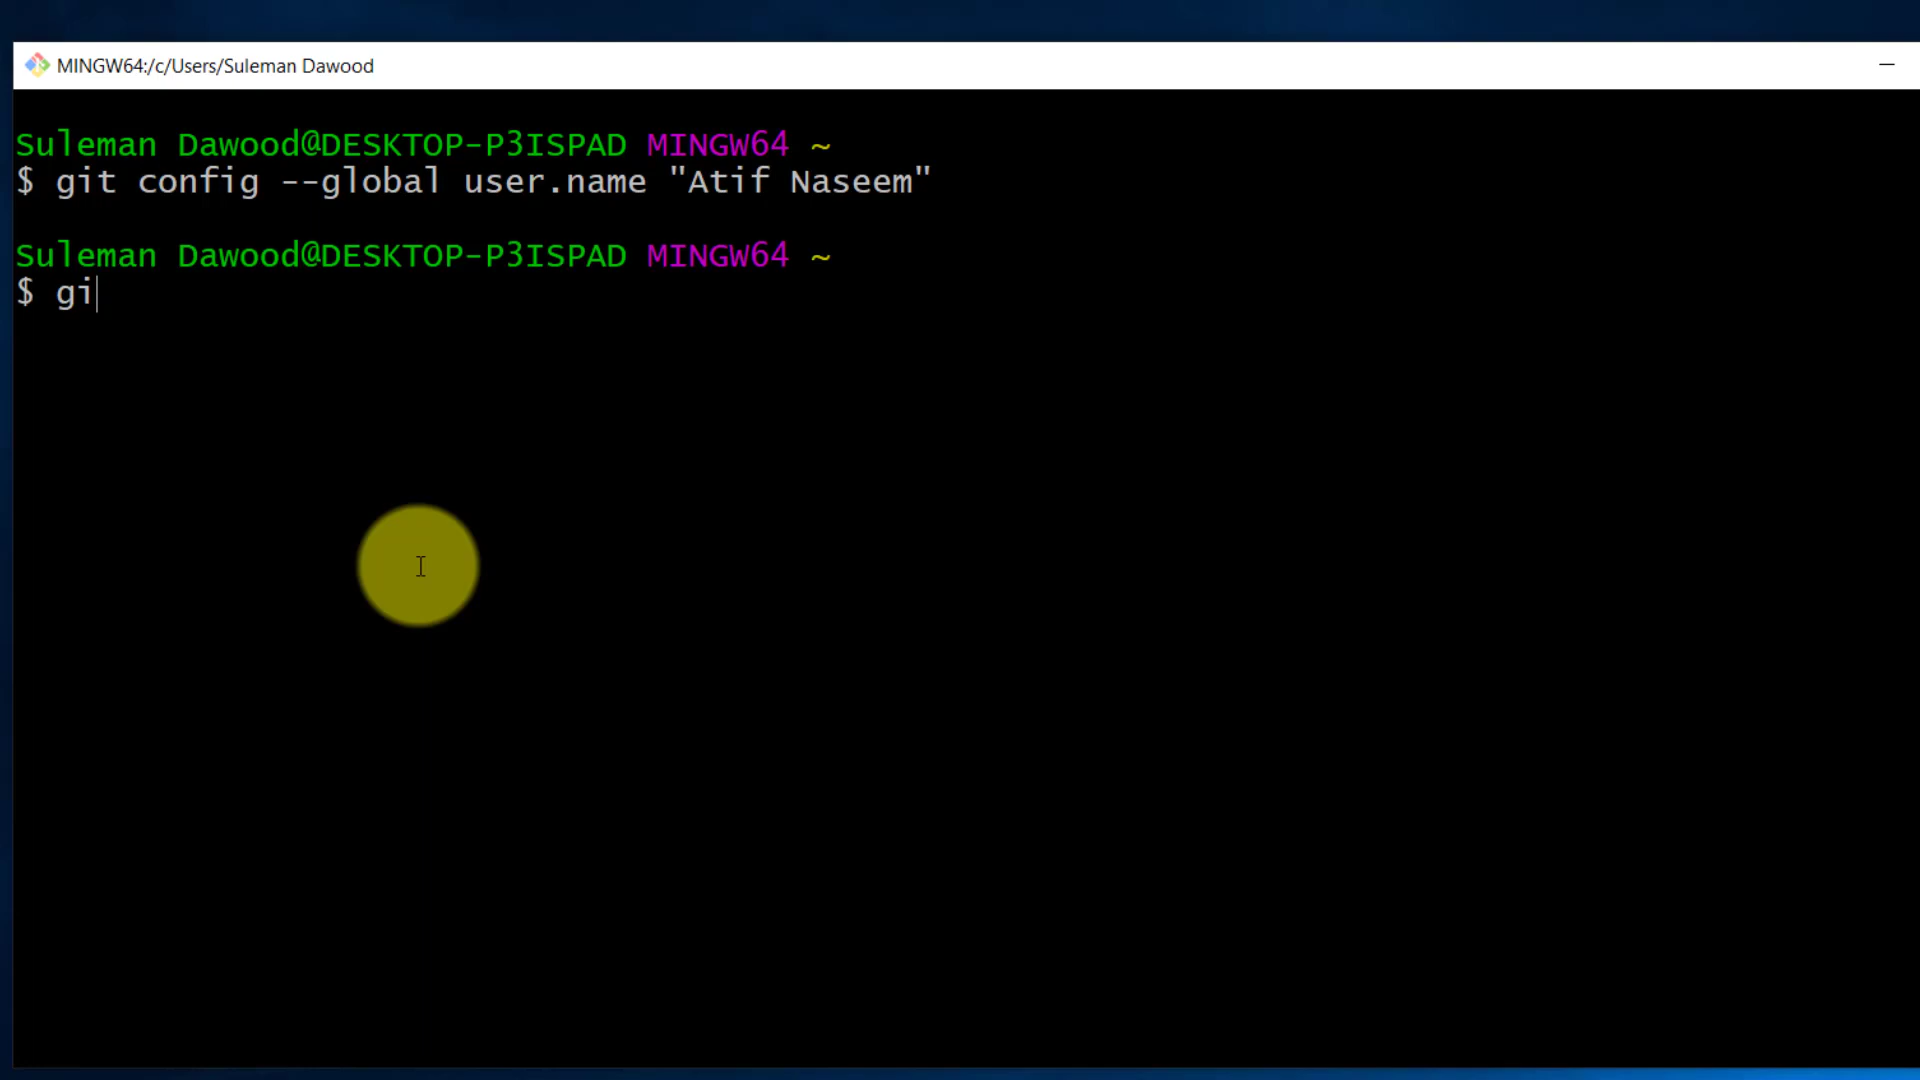 MINGW64:/c/Users/Suleman Dawood
Suleman Dawood@DESKTOP-P3ISPAD MINGW64 ~
$ git config --global user.name "Atif Naseem"
Suleman Dawood@DESKTOP-P3ISPAD MINGW64 ~
$ gi